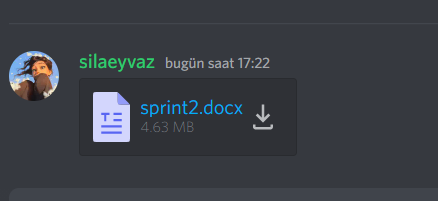 silaeyvaz bugün saat 17:22
sprint2.docx
4.63 MB